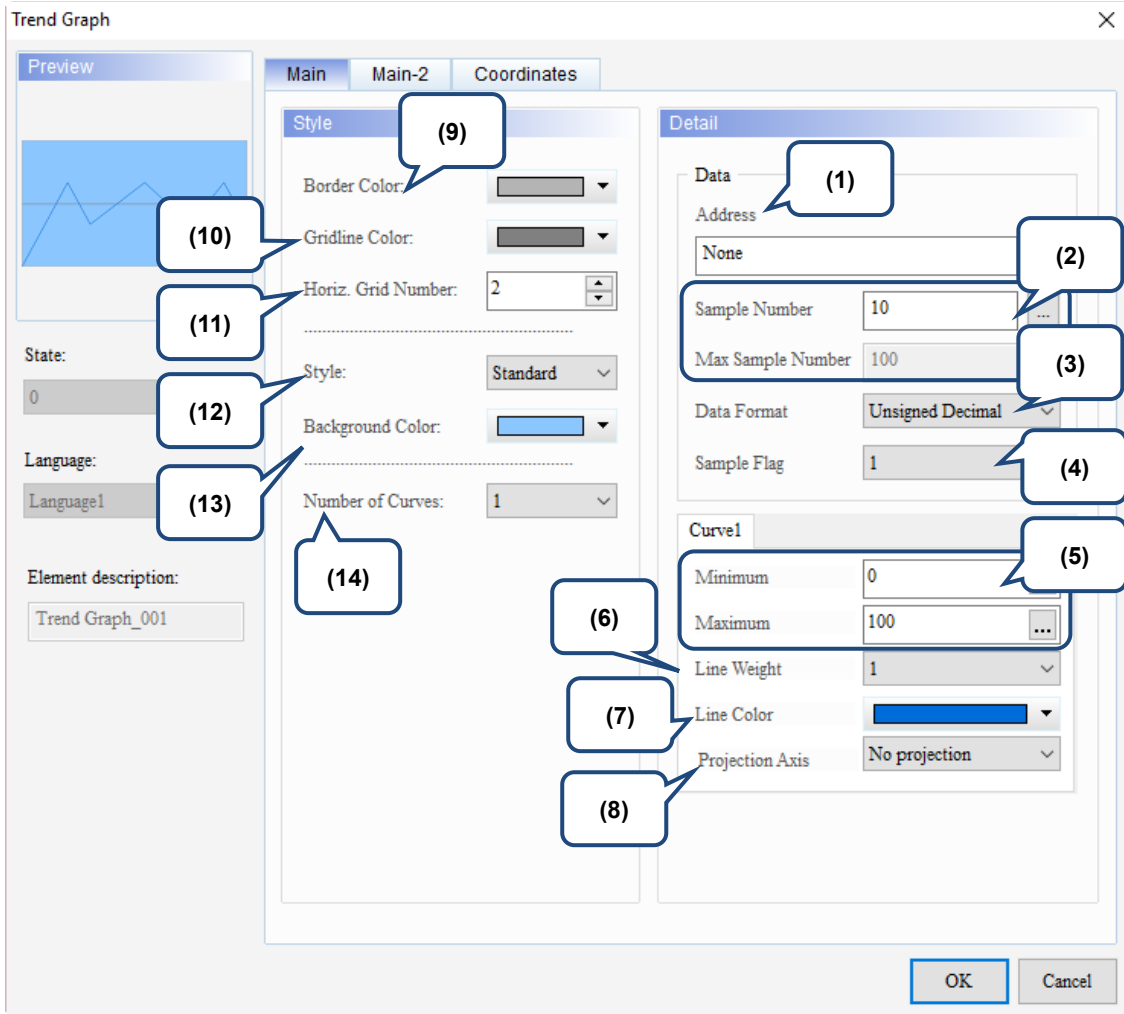 Trend Graph
Preview
Main Main-2 Coordinates
Style
(9)
Border Color:
(10)
Gridline Color:
(11)
Horiz. Grid Number: 2
(12)
Style: Standard
(13)
Background Color:
Number of Curves: 1
(14)
State:
0
Language:
Language1
Element description:
Trend Graph_001
Detail
Data
(1)
Address
None
(2)
Sample Number 10 ...
Max Sample Number 100
(3)
Data Format Unsigned Decimal
Sample Flag 1
(4)
Curve1
(5)
Minimum 0
Maximum 100 ...
(6)
Line Weight 1
(7)
Line Color
Projection Axis No projection
(8)
OK Cancel